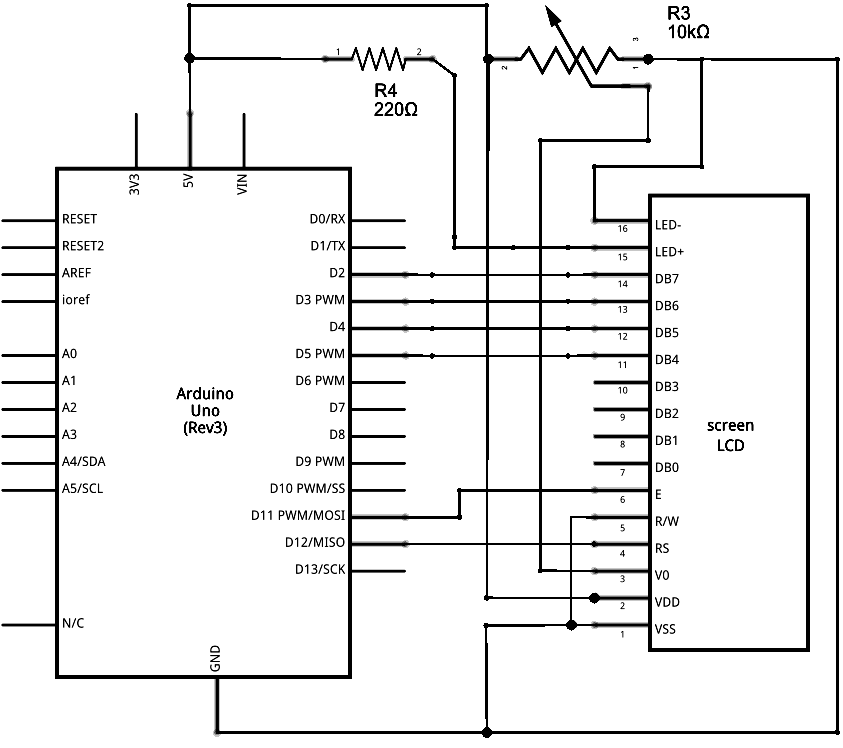 R3
10kΩ
3
1
2
1
2
R4
220Ω
3V3
5V
VIN
RESET
RESET2
AREF
ioref
A0
A1
A2
A3
A4/SDA
A5/SCL
N/C
Arduino
Uno
(Rev3)
D0/RX
D1/TX
D2
D3 PWM
D4
D5 PWM
D6 PWM
D7
D8
D9 PWM
D10 PWM/SS
D11 PWM/MOSI
D12/MISO
D13/SCK
GND
16 LED-
15 LED+
14 DB7
13 DB6
12 DB5
11 DB4
10 DB3
9 DB2
8 DB1
7 DB0
6 E
5 R/W
4 RS
3 V0
2 VDD
1 VSS
screen
LCD